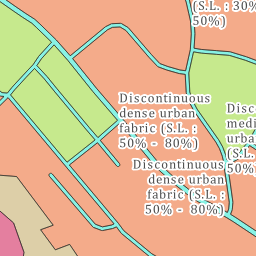 (S.L. : 30%
50%)
Discontinuous
dense urban
fabric (S.L. :
50% - 80%)
Disc
medi
urba
(S.L.
50%)
Discontinuous
dense urban
fabric (S.L. :
50% - 80%)